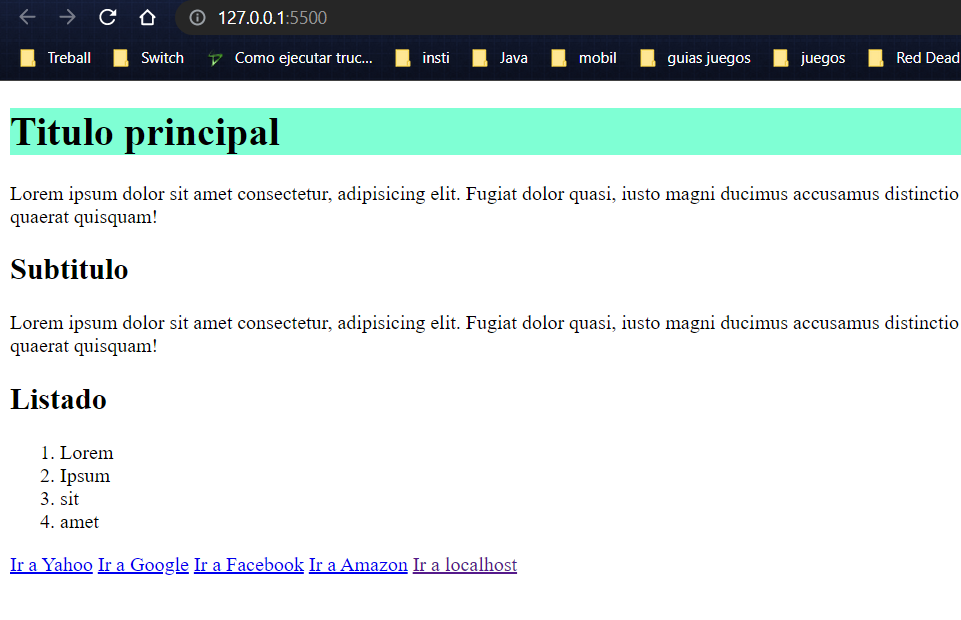 127.0.0.1:5500
Treball Switch Como ejecutar truc... insti Java mobil guias juegos juegos Red Dead
Titulo principal
Lorem ipsum dolor sit amet consectetur, adipisicing elit. Fugiat dolor quasi, iusto magni ducimus accusamus distinctio
quaerat quisquam!
Subtitulo
Lorem ipsum dolor sit amet consectetur, adipisicing elit. Fugiat dolor quasi, iusto magni ducimus accusamus distinctio
quaerat quisquam!
Listado
1. Lorem
2. Ipsum
3. sit
4. amet
Ir a Yahoo Ir a Google Ir a Facebook Ir a Amazon Ir a localhost